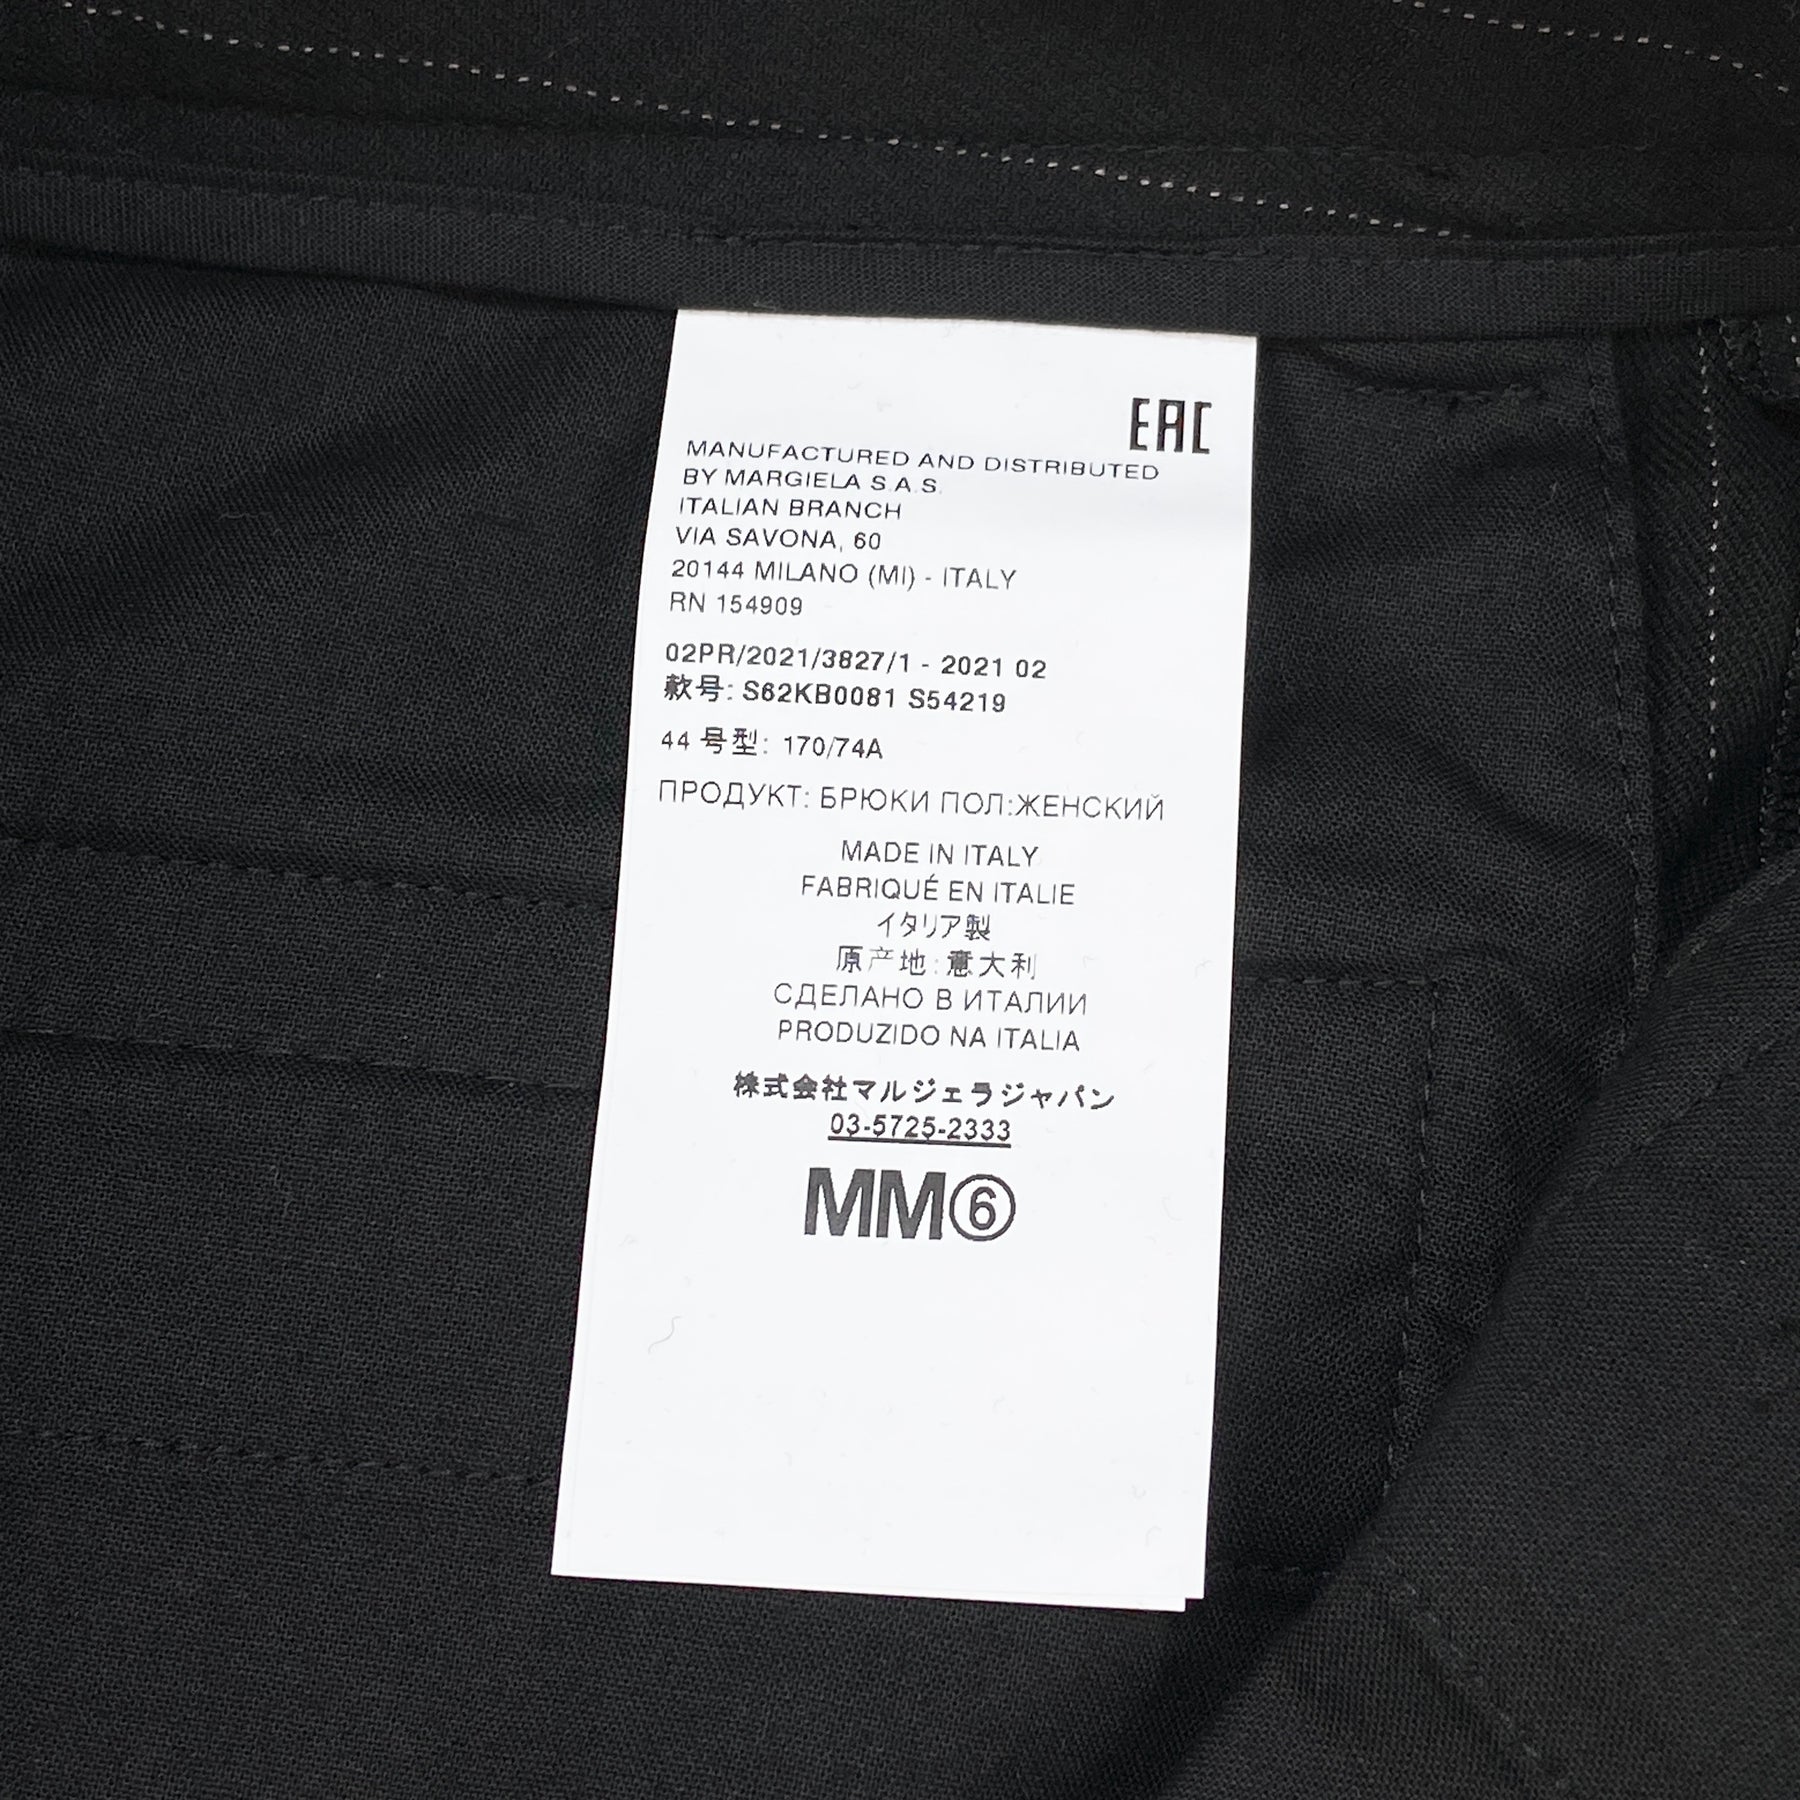 EAC
MANUFACTURED AND DISTRIBUTED
BY MARGIELA S.A.S.
ITALIAN BRANCH
VIA SAVONA, 60
20144 MILANO (MI) - ITALY
RN 154909
02PR/2021/3827/1 - 2021 02
款号: S62KB0081 S54219
44 号型: 170/74A
ПРОДУКТ: БРЮКИ ПОЛ:ЖЕНСКИЙ
MADE IN ITALY
FABRIQUÉ EN ITALIE
イタリア製
原产地:意大利
СДЕЛАНО В ИТАЛИИ
PRODUZIDO NA ITALIA
株式会社マルジェラジャパン
03-5725-2333
MM⑥